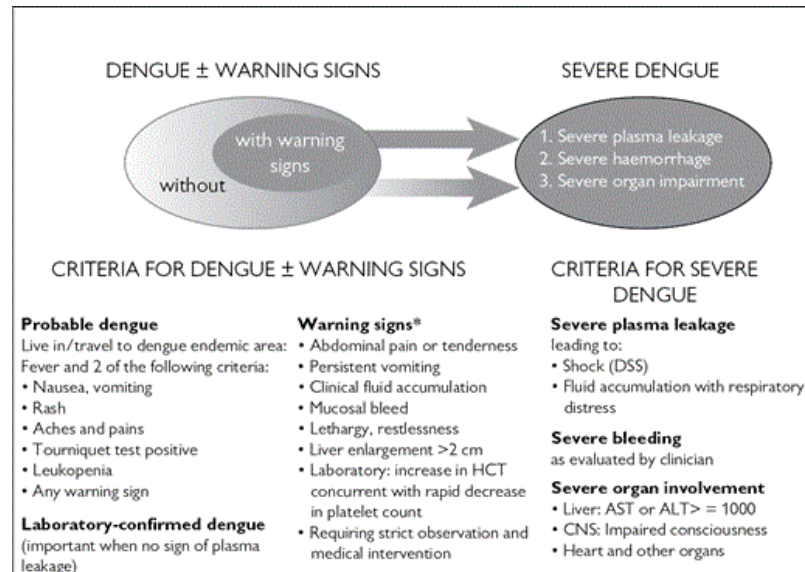 DENGUE ± WARNING SIGNS
SEVERE DENGUE
with warning
signs
without
1. Severe plasma leakage
2. Severe haemorrhage
3. Severe organ impairment
CRITERIA FOR DENGUE ± WARNING SIGNS
Probable dengue
Live in/travel to dengue endemic area:
Fever and 2 of the following criteria:
• Nausea, vomiting
• Rash
• Aches and pains
• Tourniquet test positive
• Leukopenia
• Any warning sign
Laboratory-confirmed dengue
(important when no sign of plasma
leakage)
Warning signs*
• Abdominal pain or tenderness
• Persistent vomiting
• Clinical fluid accumulation
• Mucosal bleed
• Lethargy, restlessness
• Liver enlargement >2 cm
• Laboratory: increase in HCT
concurrent with rapid decrease
in platelet count
• Requiring strict observation and
medical intervention
CRITERIA FOR SEVERE
DENGUE
Severe plasma leakage
leading to:
• Shock (DSS)
• Fluid accumulation with respiratory
distress
Severe bleeding
as evaluated by clinician
Severe organ involvement
• Liver: AST or ALT> = 1000
• CNS: Impaired consciousness
• Heart and other organs